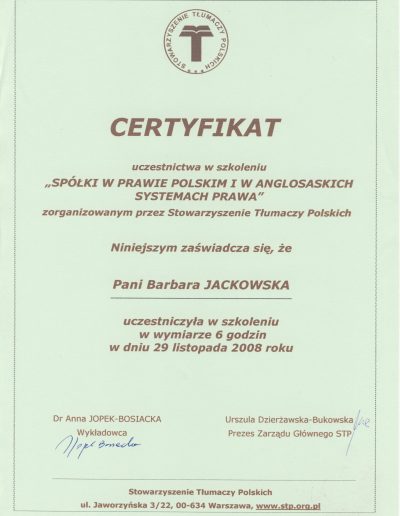 STOWARZYSZENIE TŁUMACZY POLSKICH
CERTYFIKAT
uczestnictwa w szkoleniu
„SPÓŁKI W PRAWIE POLSKIM I W ANGLOSASKICH
SYSTEMACH PRAWA”
zorganizowanym przez Stowarzyszenie Tłumaczy Polskich
Niniejszym zaświadcza się, że
Pani Barbara JACKOWSKA
uczestniczyła w szkoleniu
w wymiarze 6 godzin
w dniu 29 listopada 2008 roku
Dr Anna JOPEK-BOSIACKA
Wykładowca
Urszula Dzierżawska-Bukowska
Prezes Zarządu Głównego STP
Stowarzyszenie Tłumaczy Polskich
ul. Jaworzyńska 3/22, 00-634 Warszawa, www.stp.org.pl